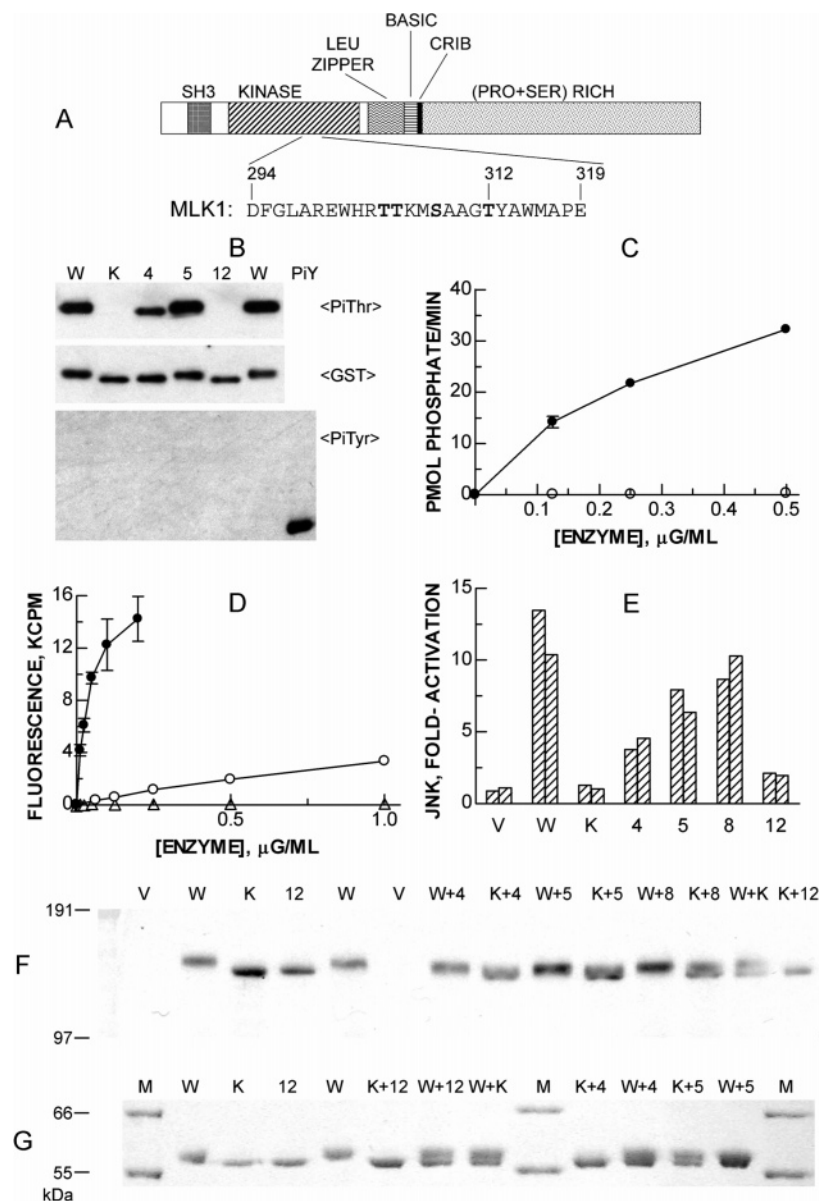 BASIC
LEU ZIPPER
CRIB
SH3 KINASE (PRO+SER) RICH
A
294 312 319
MLK1: DFGLAREWHRTTKMSAAGTYAWMAPE
B
W K 4 5 12 W PiY
<PiThr>
<GST>
<PiTyr>
C
PMOL PHOSPHATE/MIN
40
30
20
10
0
0.1 0.2 0.3 0.4 0.5
[ENZYME], μG/ML
D
FLUORESCENCE, KCPM
16
12
8
4
0
0.5 1.0
[ENZYME], μG/ML
E
JNK, FOLD- ACTIVATION
15
10
5
0
V W K 4 5 8 12
F
V W K 12 W V W+4 K+4 W+5 K+5 W+8 K+8 W+K K+12
191
97
G
M W K 12 W K+12 W+12 W+K M K+4 W+4 K+5 W+5 M
66
55
kDa